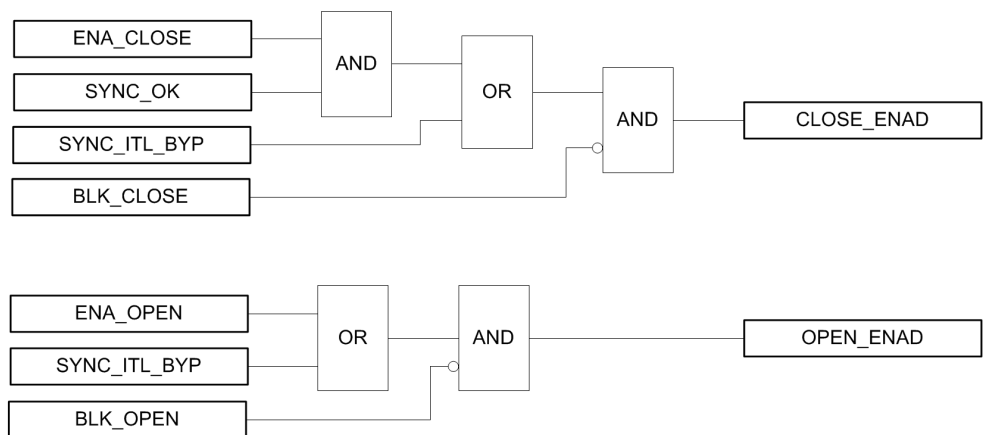 ENA_CLOSE
SYNC_OK
SYNC_ITL_BYP
BLK_CLOSE
AND
OR
AND
CLOSE_ENAD
ENA_OPEN
SYNC_ITL_BYP
BLK_OPEN
OR
AND
OPEN_ENAD